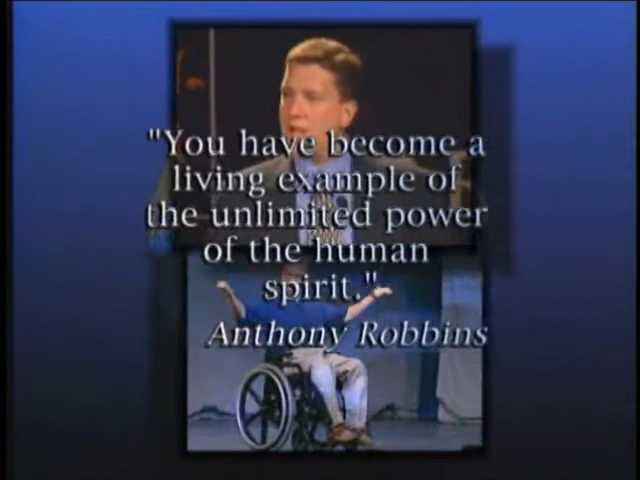 "You have become a
living example of
the unlimited power
of the human
spirit."
Anthony Robbins